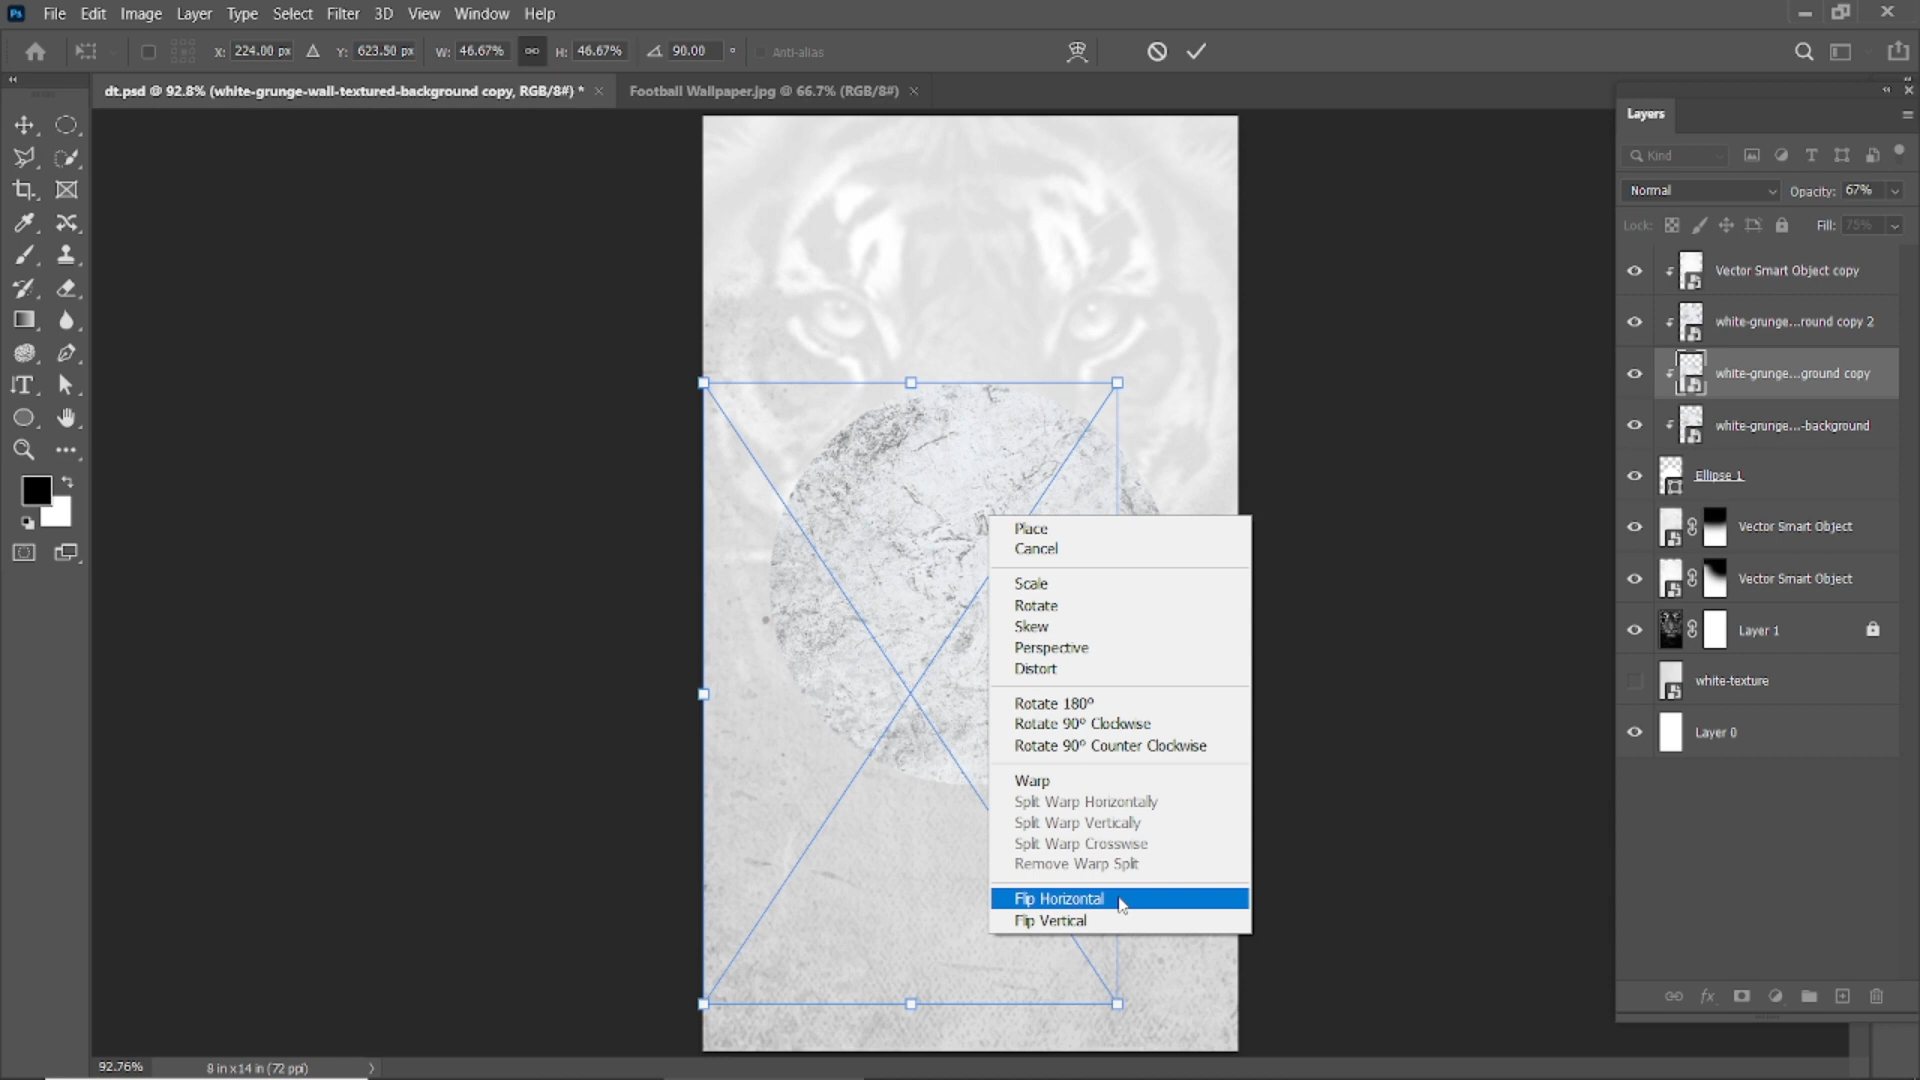 Ps File Edit Image Layer Type Select Filter 3D View Window Help
X: 224.00 px Y: 623.50 px W: 46.67% H: 46.67% 90.00 ° Anti-alias
dt.psd @ 92.8% (white-grunge-wall-textured-background copy, RGB/8#) * Football Wallpaper.jpg @ 66.7% (RGB/8#)
Layers
Kind
Normal Opacity: 67%
Lock: Fill: 75%
Vector Smart Object copy
white-grunge...round copy 2
white-grunge...ground copy
white-grunge...-background
Ellipse 1
Vector Smart Object
Vector Smart Object
Layer 1
white-texture
Layer 0
Place
Cancel
Scale
Rotate
Skew
Perspective
Distort
Rotate 180°
Rotate 90° Clockwise
Rotate 90° Counter Clockwise
Warp
Split Warp Horizontally
Split Warp Vertically
Split Warp Crosswise
Remove Warp Split
Flip Horizontal
Flip Vertical
fx
92.76% 8 in x 14 in (72 ppi)